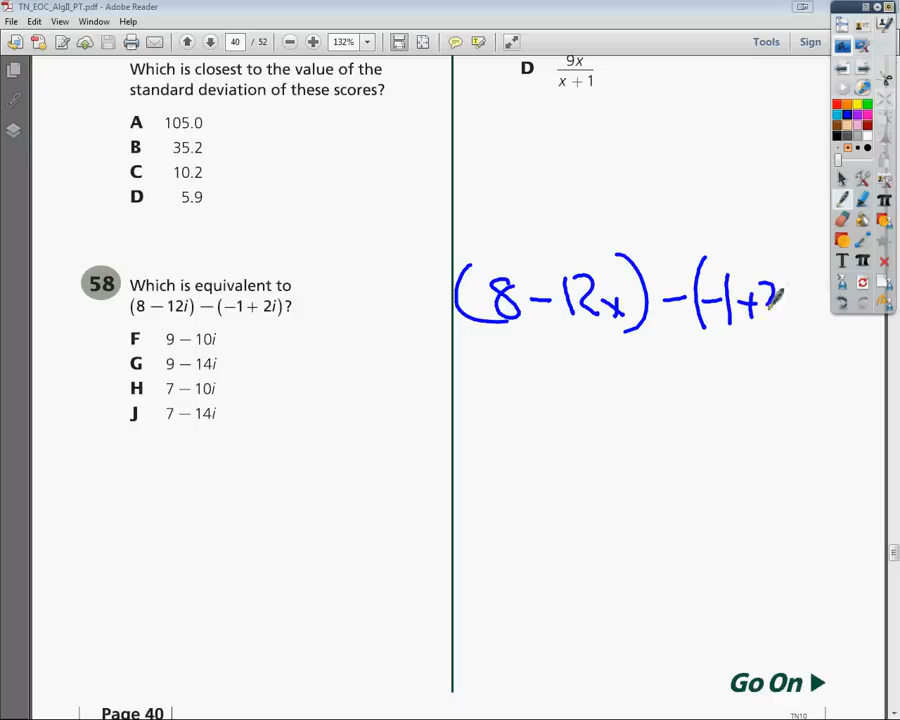 TN_EOC_AlgII_PT.pdf - Adobe Reader
File Edit View Window Help
40 / 52 132% Tools Sign
Which is closest to the value of the
standard deviation of these scores?
A 105.0
B 35.2
C 10.2
D 5.9
58 Which is equivalent to
(8 – 12i) – (–1 + 2i)?
F 9 – 10i
G 9 – 14i
H 7 – 10i
J 7 – 14i
Page 40
D 9x
x + 1
(8 - 12x) - (-1 + 2
Go On
TN10